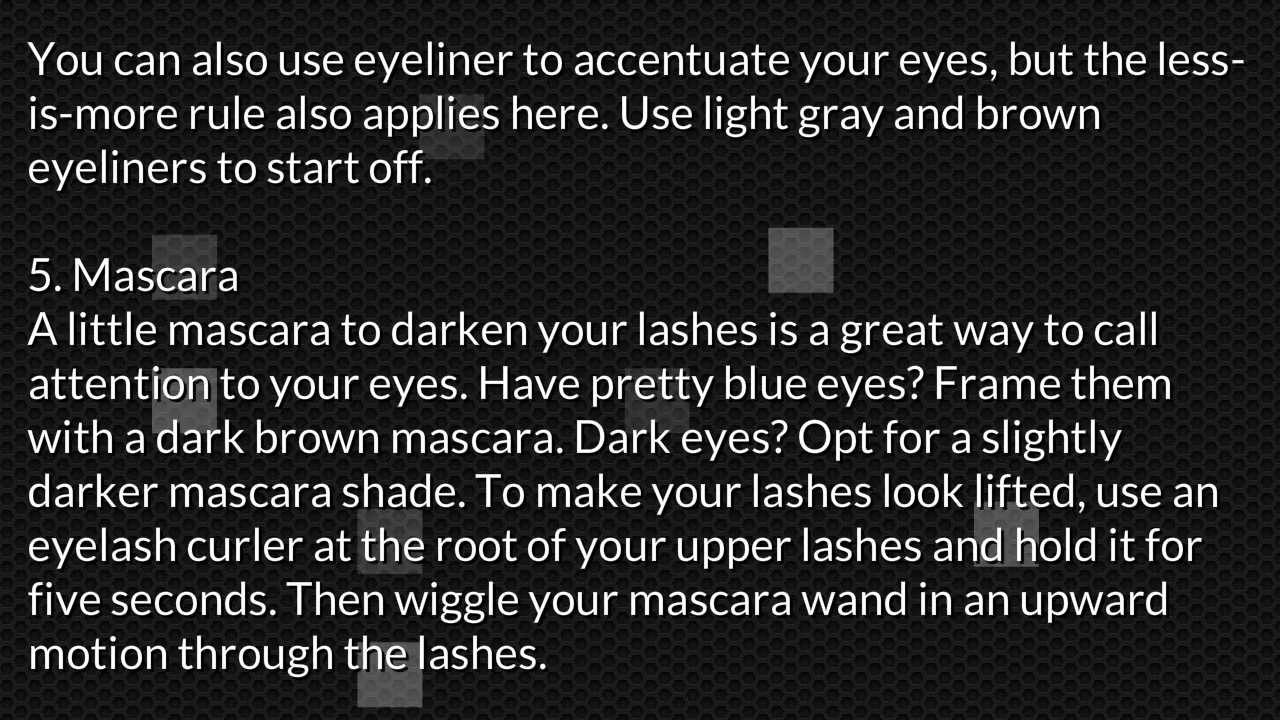 You can also use eyeliner to accentuate your eyes, but the less-
is-more rule also applies here. Use light gray and brown
eyeliners to start off.
5. Mascara
A little mascara to darken your lashes is a great way to call
attention to your eyes. Have pretty blue eyes? Frame them
with a dark brown mascara. Dark eyes? Opt for a slightly
darker mascara shade. To make your lashes look lifted, use an
eyelash curler at the root of your upper lashes and hold it for
five seconds. Then wiggle your mascara wand in an upward
motion through the lashes.